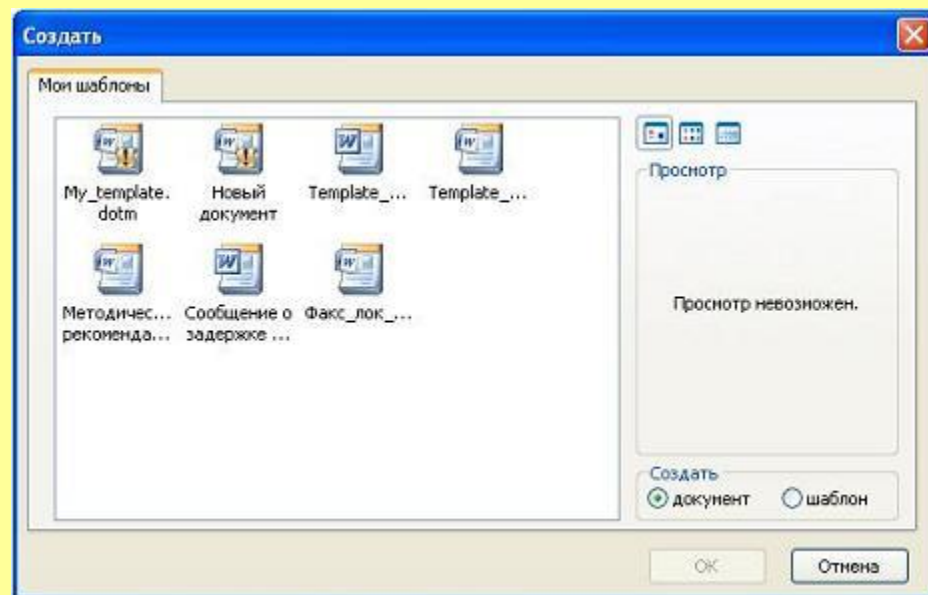 Создать
Мои шаблоны
My_template.
dotm
Новый
документ
Template_...
Template_...
Методичес...
рекоменда...
Сообщение о
задержке ...
Факс_лок_...
Просмотр
Просмотр невозможен.
Создать
документ
шаблон
ОК
Отмена